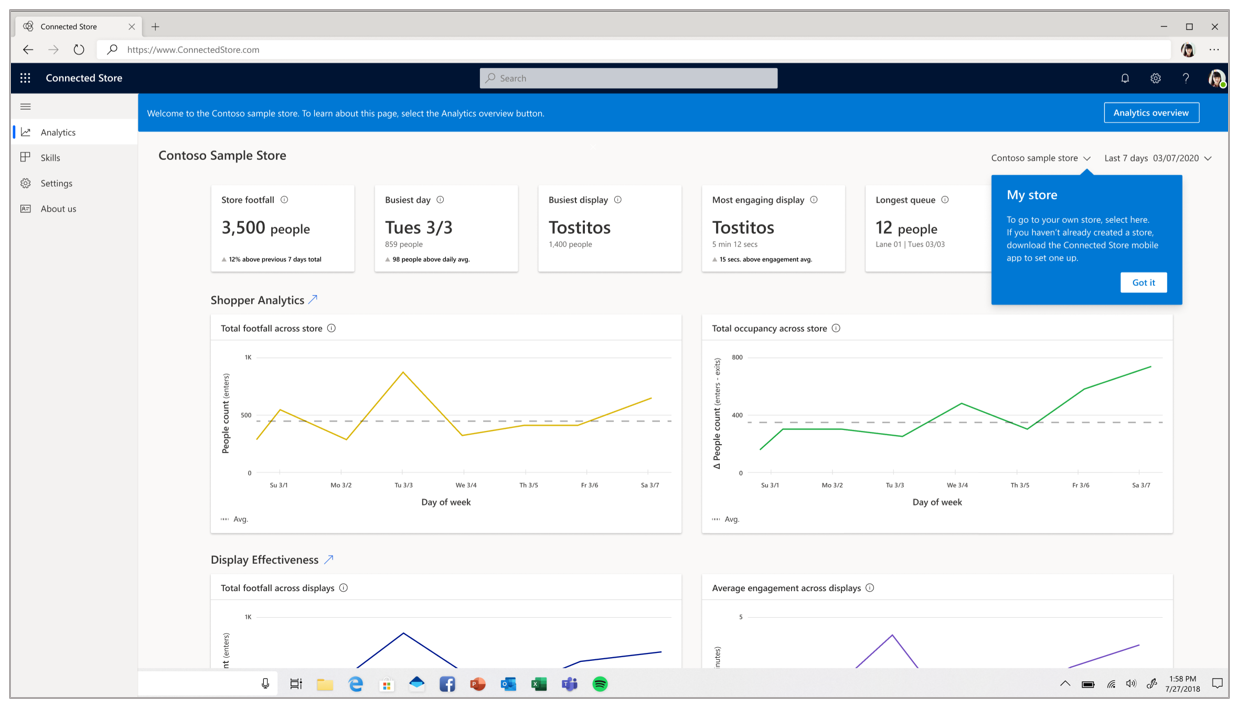 Connected Store
https://www.ConnectedStore.com
Connected Store
Search
Welcome to the Contoso sample store. To learn about this page, select the Analytics overview button.
Analytics overview
Analytics
Skills
Settings
About us
Contoso Sample Store
Contoso sample store
Last 7 days 03/07/2020
Store footfall
3,500 people
12% above previous 7 days total
Busiest day
Tues 3/3
859 people
98 people above daily avg.
Busiest display
Tostitos
1,400 people
Most engaging display
Tostitos
5 min 12 secs
15 secs. above engagement avg.
Longest queue
12 people
Lane 01 | Tues 03/03
My store
To go to your own store, select here.
If you haven't already created a store,
download the Connected Store mobile
app to set one up.
Got it
Shopper Analytics
Total footfall across store
1K
500
0
People count (enters)
Su 3/1 Mo 3/2 Tu 3/3 We 3/4 Th 3/5 Fr 3/6 Sa 3/7
Day of week
Avg.
Total occupancy across store
800
400
0
Δ People count (enters - exits)
Su 3/1 Mo 3/2 Tu 3/3 We 3/4 Th 3/5 Fr 3/6 Sa 3/7
Day of week
Avg.
Display Effectiveness
Total footfall across displays
1K
nt (enters)
Average engagement across displays
5
nutes)
1:58 PM
7/27/2018